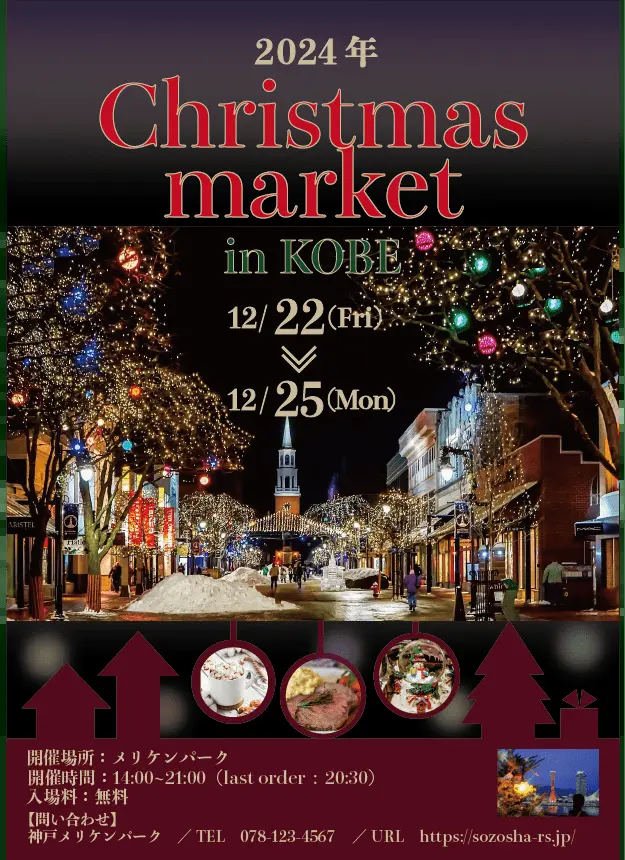 2024年
Christmas
market
in KOBE
12/22(Fri)
12/25(Mon)
ARISTEL
開催場所：メリケンパーク
開催時間：14:00~21:00（last order：20:30）
入場料：無料
【問い合わせ】
神戸メリケンパーク　／TEL　078-123-4567　／URL　https://sozosha-rs.jp/